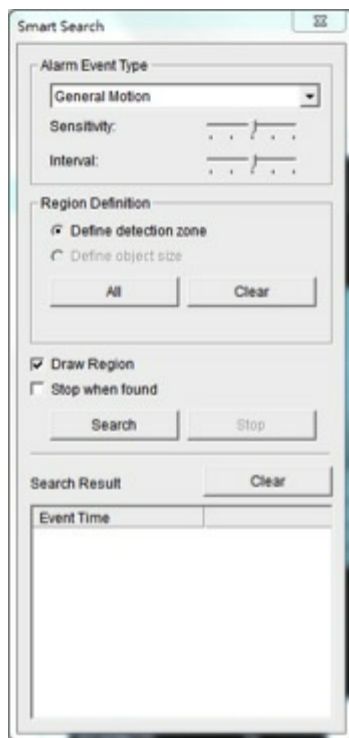 Smart Search
Alarm Event Type
General Motion
Sensitivity:
Interval:
Region Definition
Define detection zone
Define object size
All Clear
Draw Region
Stop when found
Search Stop
Search Result Clear
Event Time